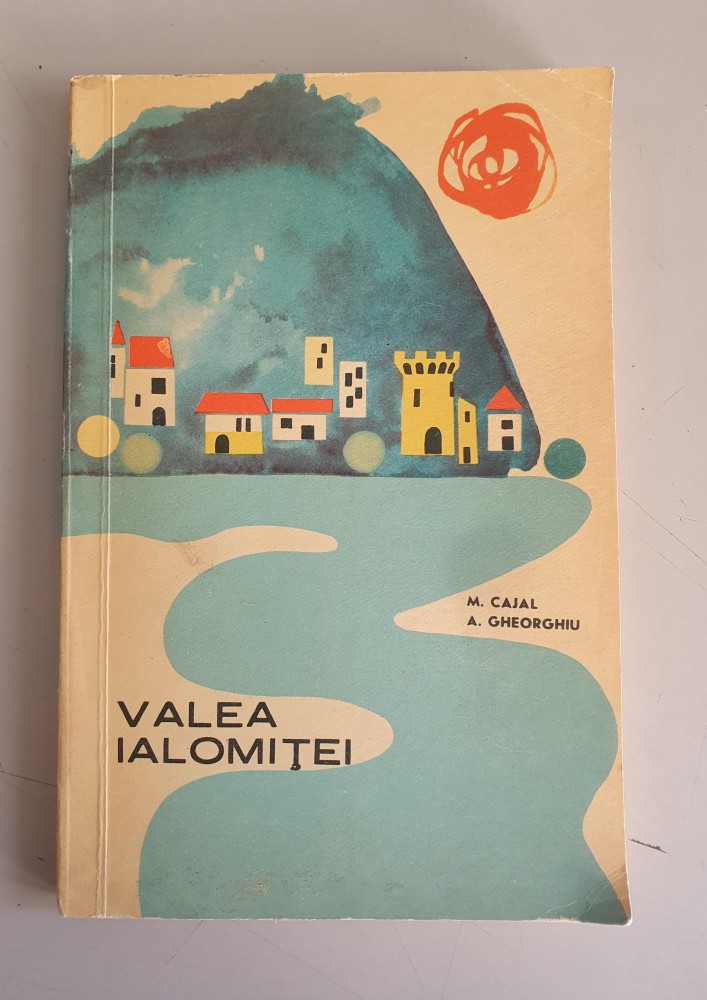 M. CAJAL
A. GHEORGHIU
VALEA
IALOMIŢEI